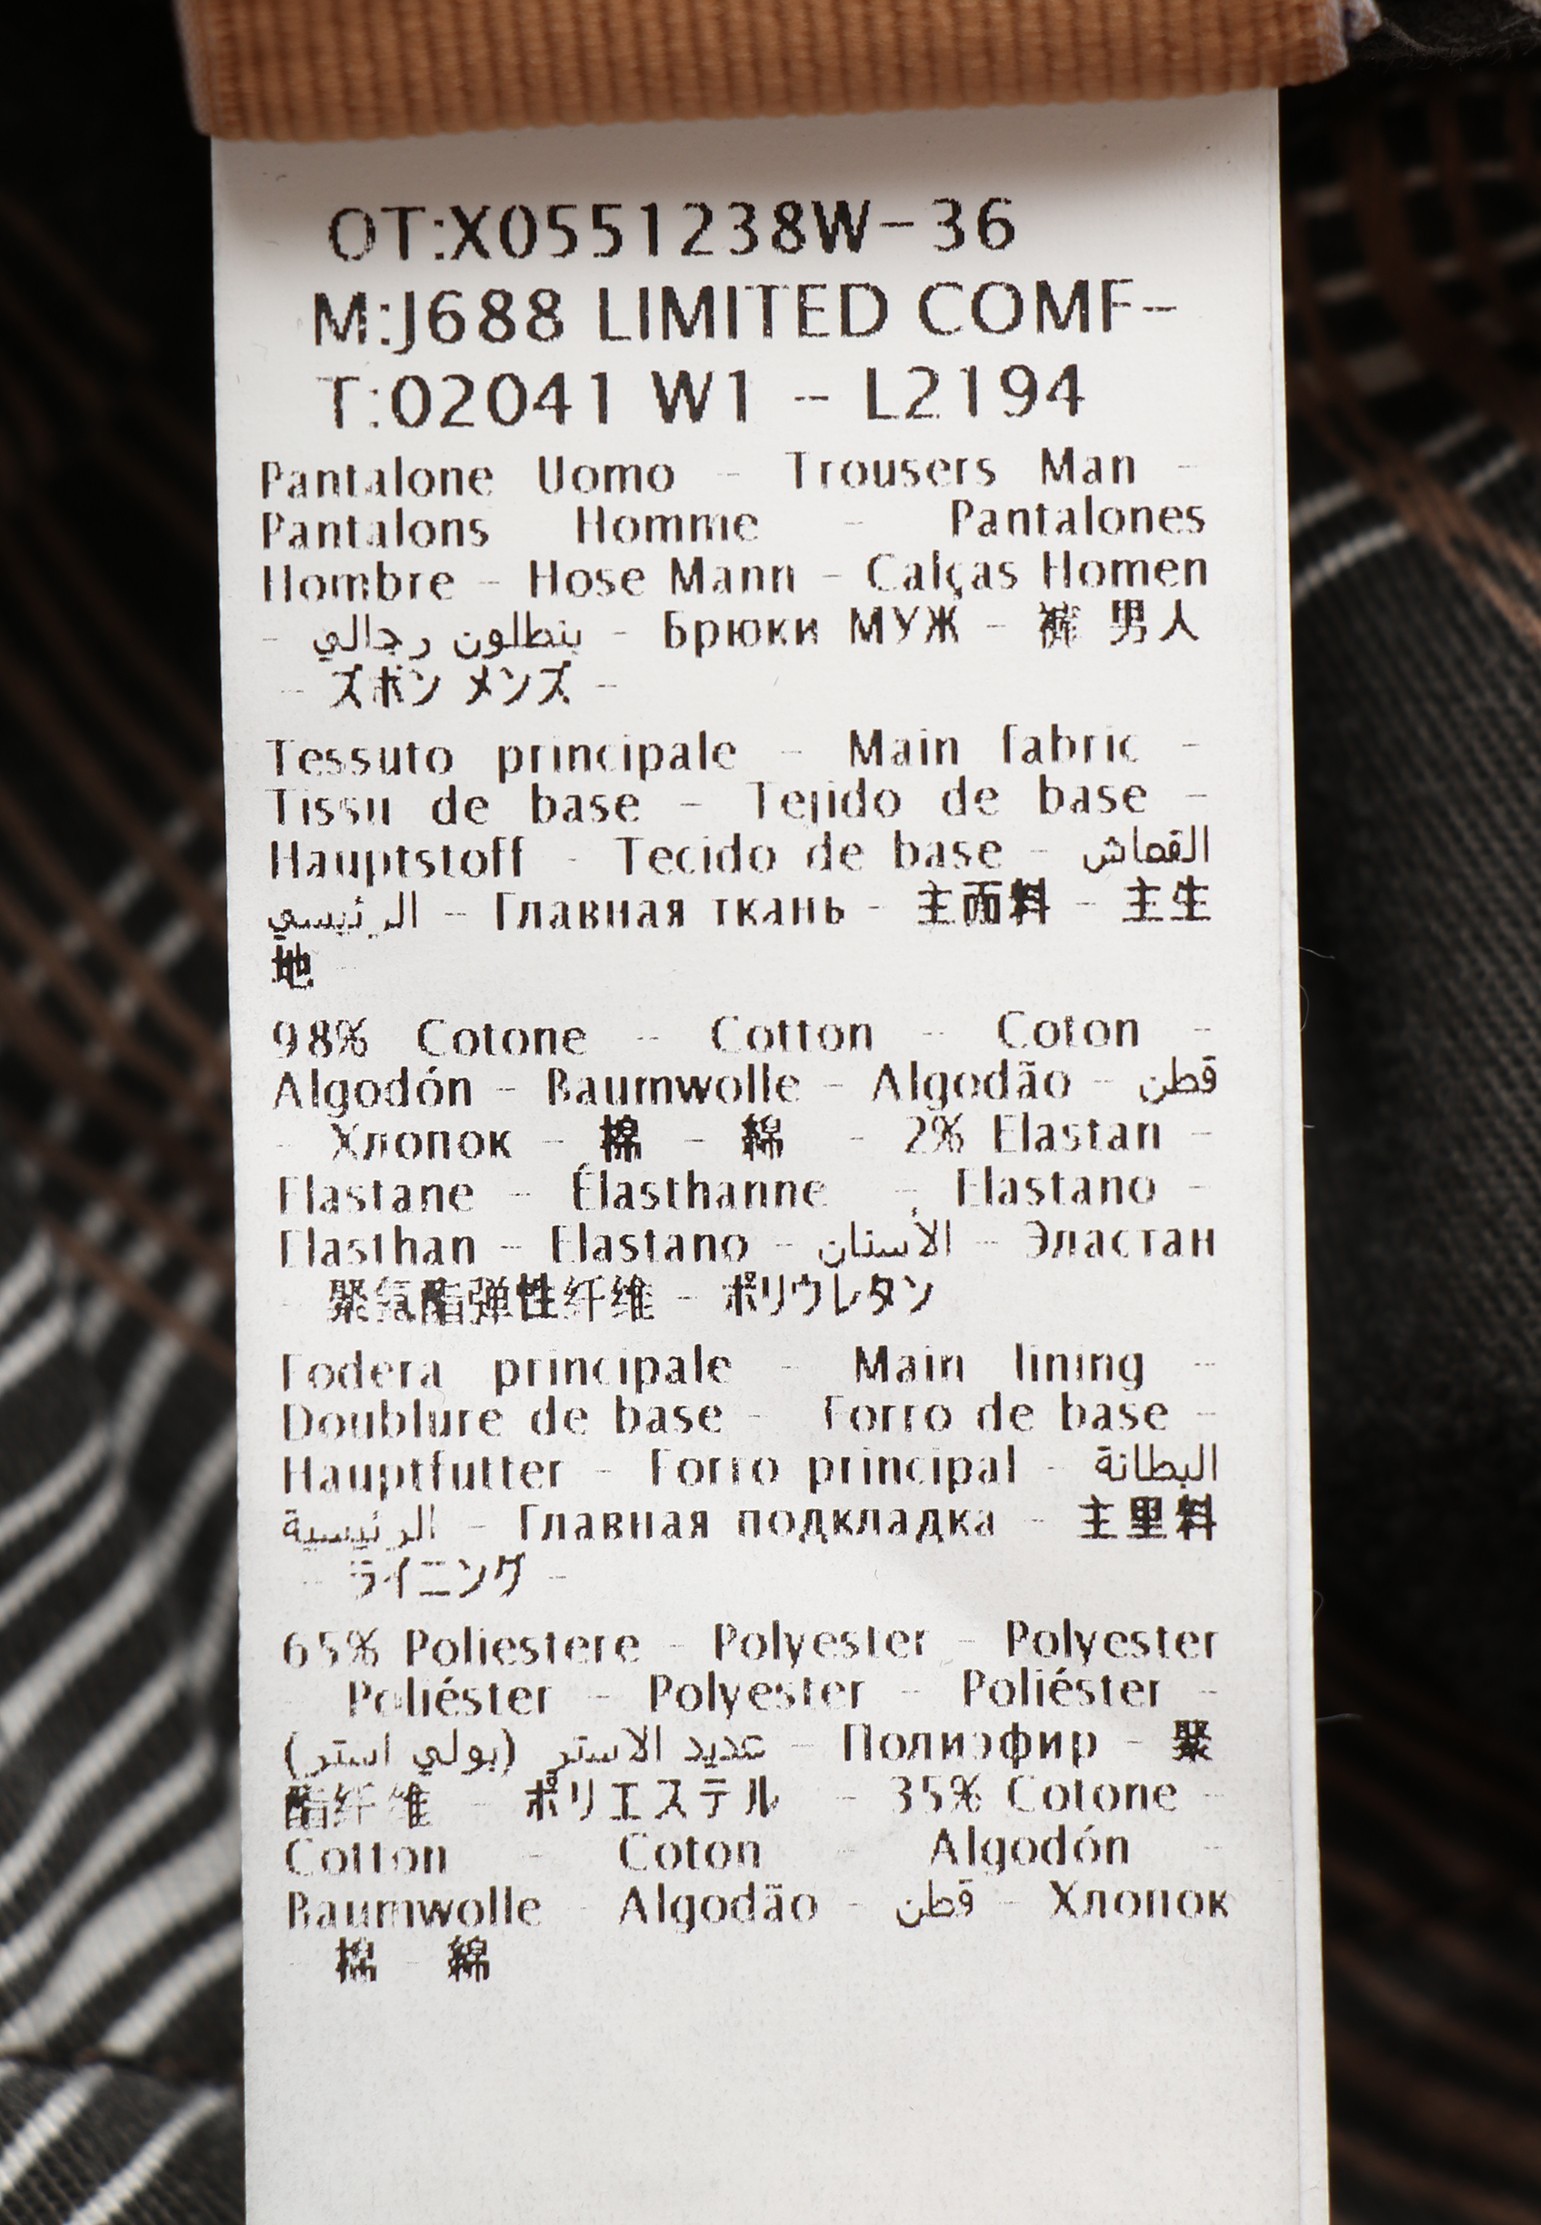 OT:X0551238W-36
M:J688 LIMITED COMF-
T:02041 W1 - L2194
Pantalone Uomo - Trousers Man -
Pantalons Homme - Pantalones
Hombre - Hose Mann - Calças Homen
- بنطلون رجالي - Брюки МУЖ - 裤 男人
- ズボン メンズ -
Tessuto principale - Main fabric -
Tissu de base - Tejido de base -
Hauptstoff - Tecido de base - القماش
الرئيسي - Главная ткань - 主面料 - 主生
地
98% Cotone - Cotton - Coton -
Algodón - Baumwolle - Algodão - قطن
- Хлопок - 棉 - 綿 - 2% Elastan -
Elastane - Élasthanne - Elastano -
Elasthan - Elastano - الأستان - Эластан
- 聚氨酯弹性纤维 - ポリウレタン
Fodera principale - Main lining -
Doublure de base - Forro de base -
Hauptfutter - Forro principal - البطانة
الرئيسية - Главная подкладка - 主里料
- ライニング -
65% Poliestere - Polyester - Polyester
- Poliéster - Polyester - Poliéster -
عديد الاستر (بولي استر) - Полиэфир - 聚
酯纤维 - ポリエステル - 35% Cotone -
Cotton - Coton - Algodón -
Baumwolle - Algodão - قطن - Хлопок
- 棉 - 綿